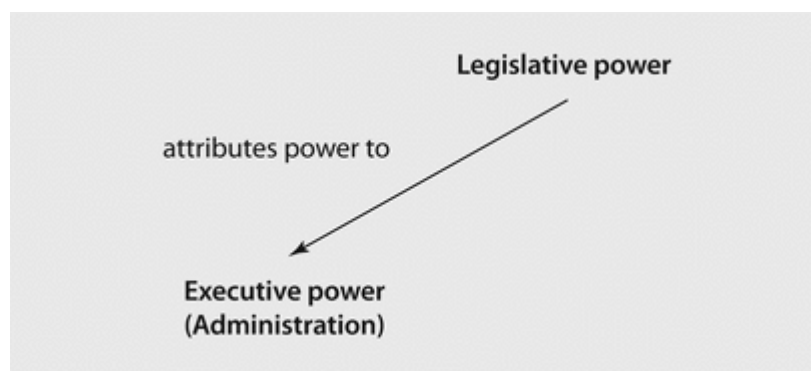 Legislative power
attributes power to
Executive power
(Administration)